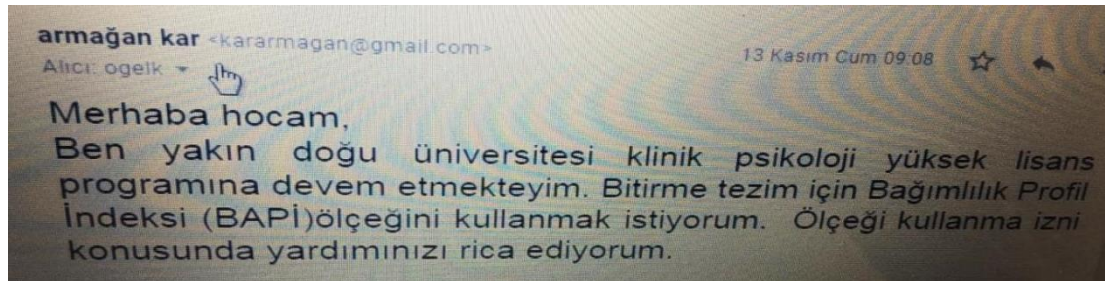 armağan kar <kararmagan@gmail.com>
13 Kasım Cum 09:08
Alıcı: ogelk
Merhaba hocam,
Ben yakın doğu üniversitesi klinik psikoloji yüksek lisans
programına devem etmekteyim. Bitirme tezim için Bağımlılık Profil
İndeksi (BAPİ)ölçeğini kullanmak istiyorum. Ölçeği kullanma izni
konusunda yardımınızı rica ediyorum.